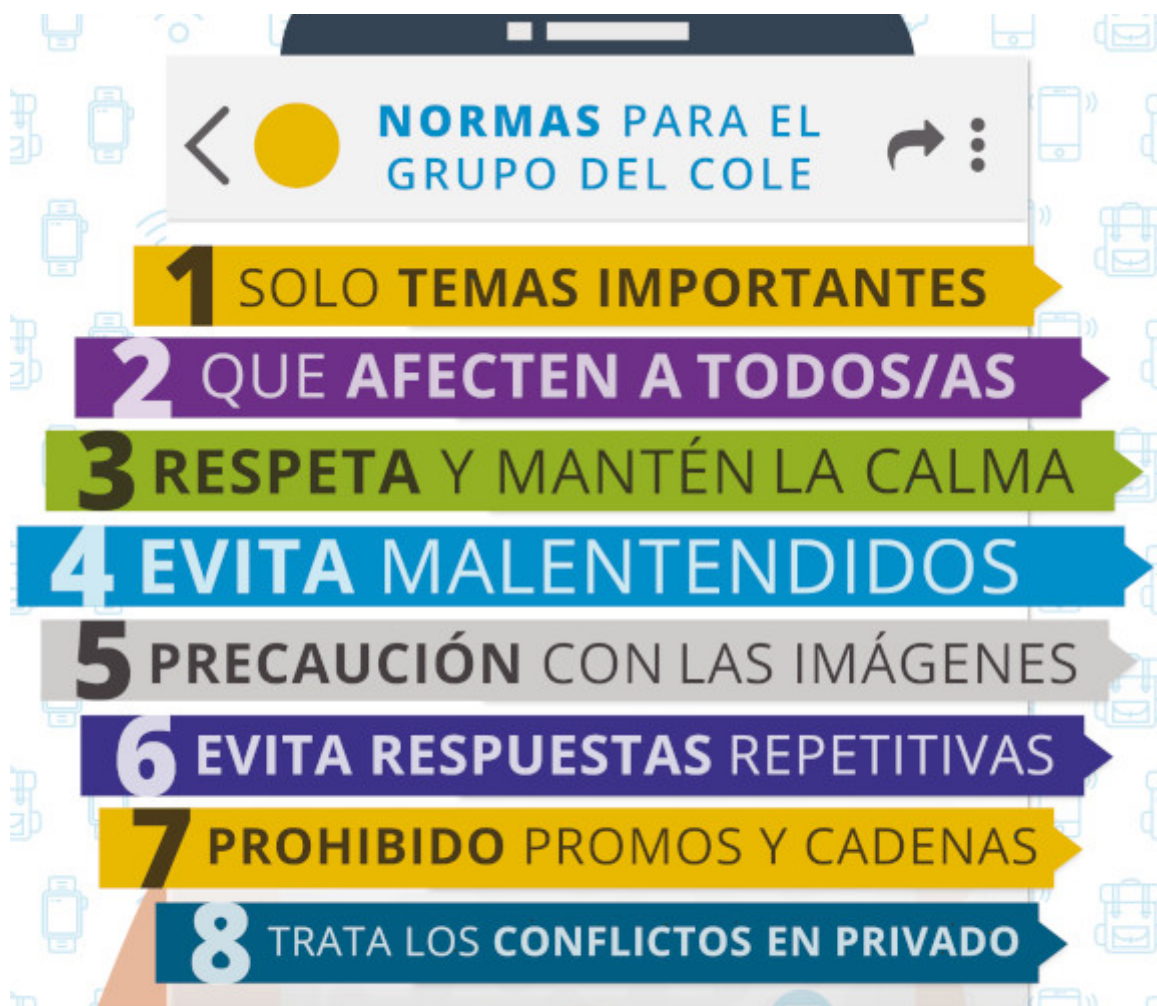 NORMAS PARA EL
GRUPO DEL COLE
1 SOLO TEMAS IMPORTANTES
2 QUE AFECTEN A TODOS/AS
3 RESPETA Y MANTÉN LA CALMA
4 EVITA MALENTENDIDOS
5 PRECAUCIÓN CON LAS IMÁGENES
6 EVITA RESPUESTAS REPETITIVAS
7 PROHIBIDO PROMOS Y CADENAS
8 TRATA LOS CONFLICTOS EN PRIVADO